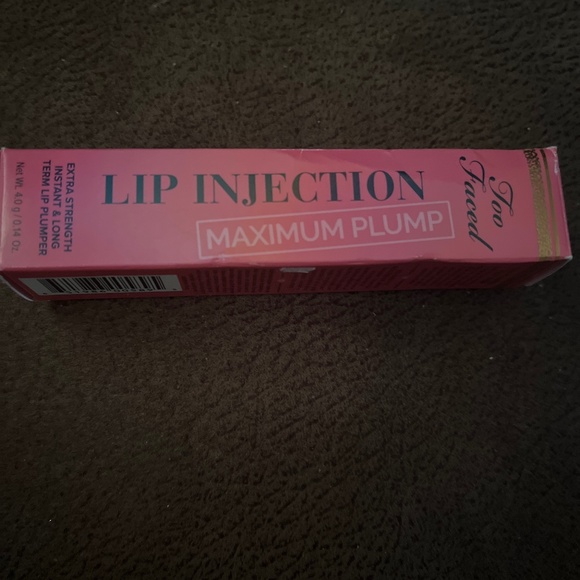 LIP INJECTION
MAXIMUM PLUMP
Too
Faced
EXTRA STRENGTH
INSTANT & LONG
TERM LIP PLUMPER
Net Wt. 4.0 g / 0.14 Oz.